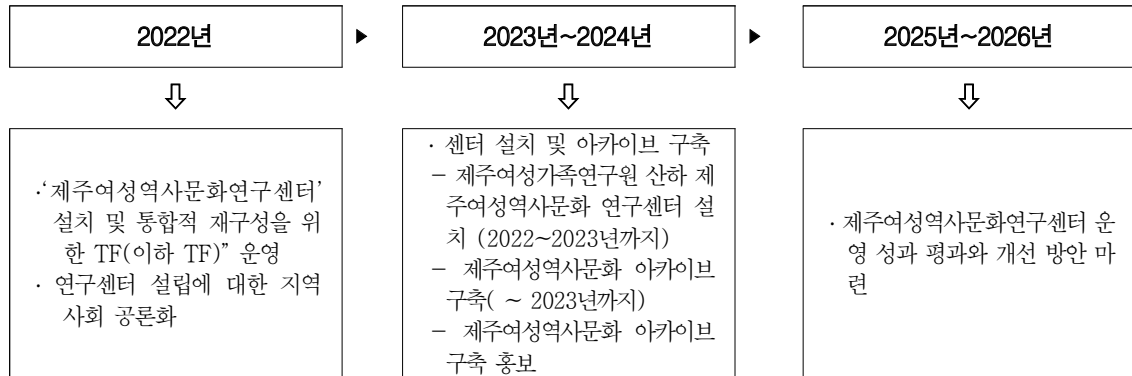 2022년
▶
2023년~2024년
▶
2025년~2026년
⇩
⇩
⇩
·‘제주여성역사문화연구센터’
설치 및 통합적 재구성을 위
한 TF(이하 TF)” 운영
· 연구센터 설립에 대한 지역
사회 공론화
· 센터 설치 및 아카이브 구축
- 제주여성가족연구원 산하 제
주여성역사문화 연구센터 설
치 (2022~2023년까지)
- 제주여성역사문화 아카이브
구축( ~ 2023년까지)
- 제주여성역사문화 아카이브
구축 홍보
· 제주여성역사문화연구센터 운
영 성과 평과와 개선 방안 마
련